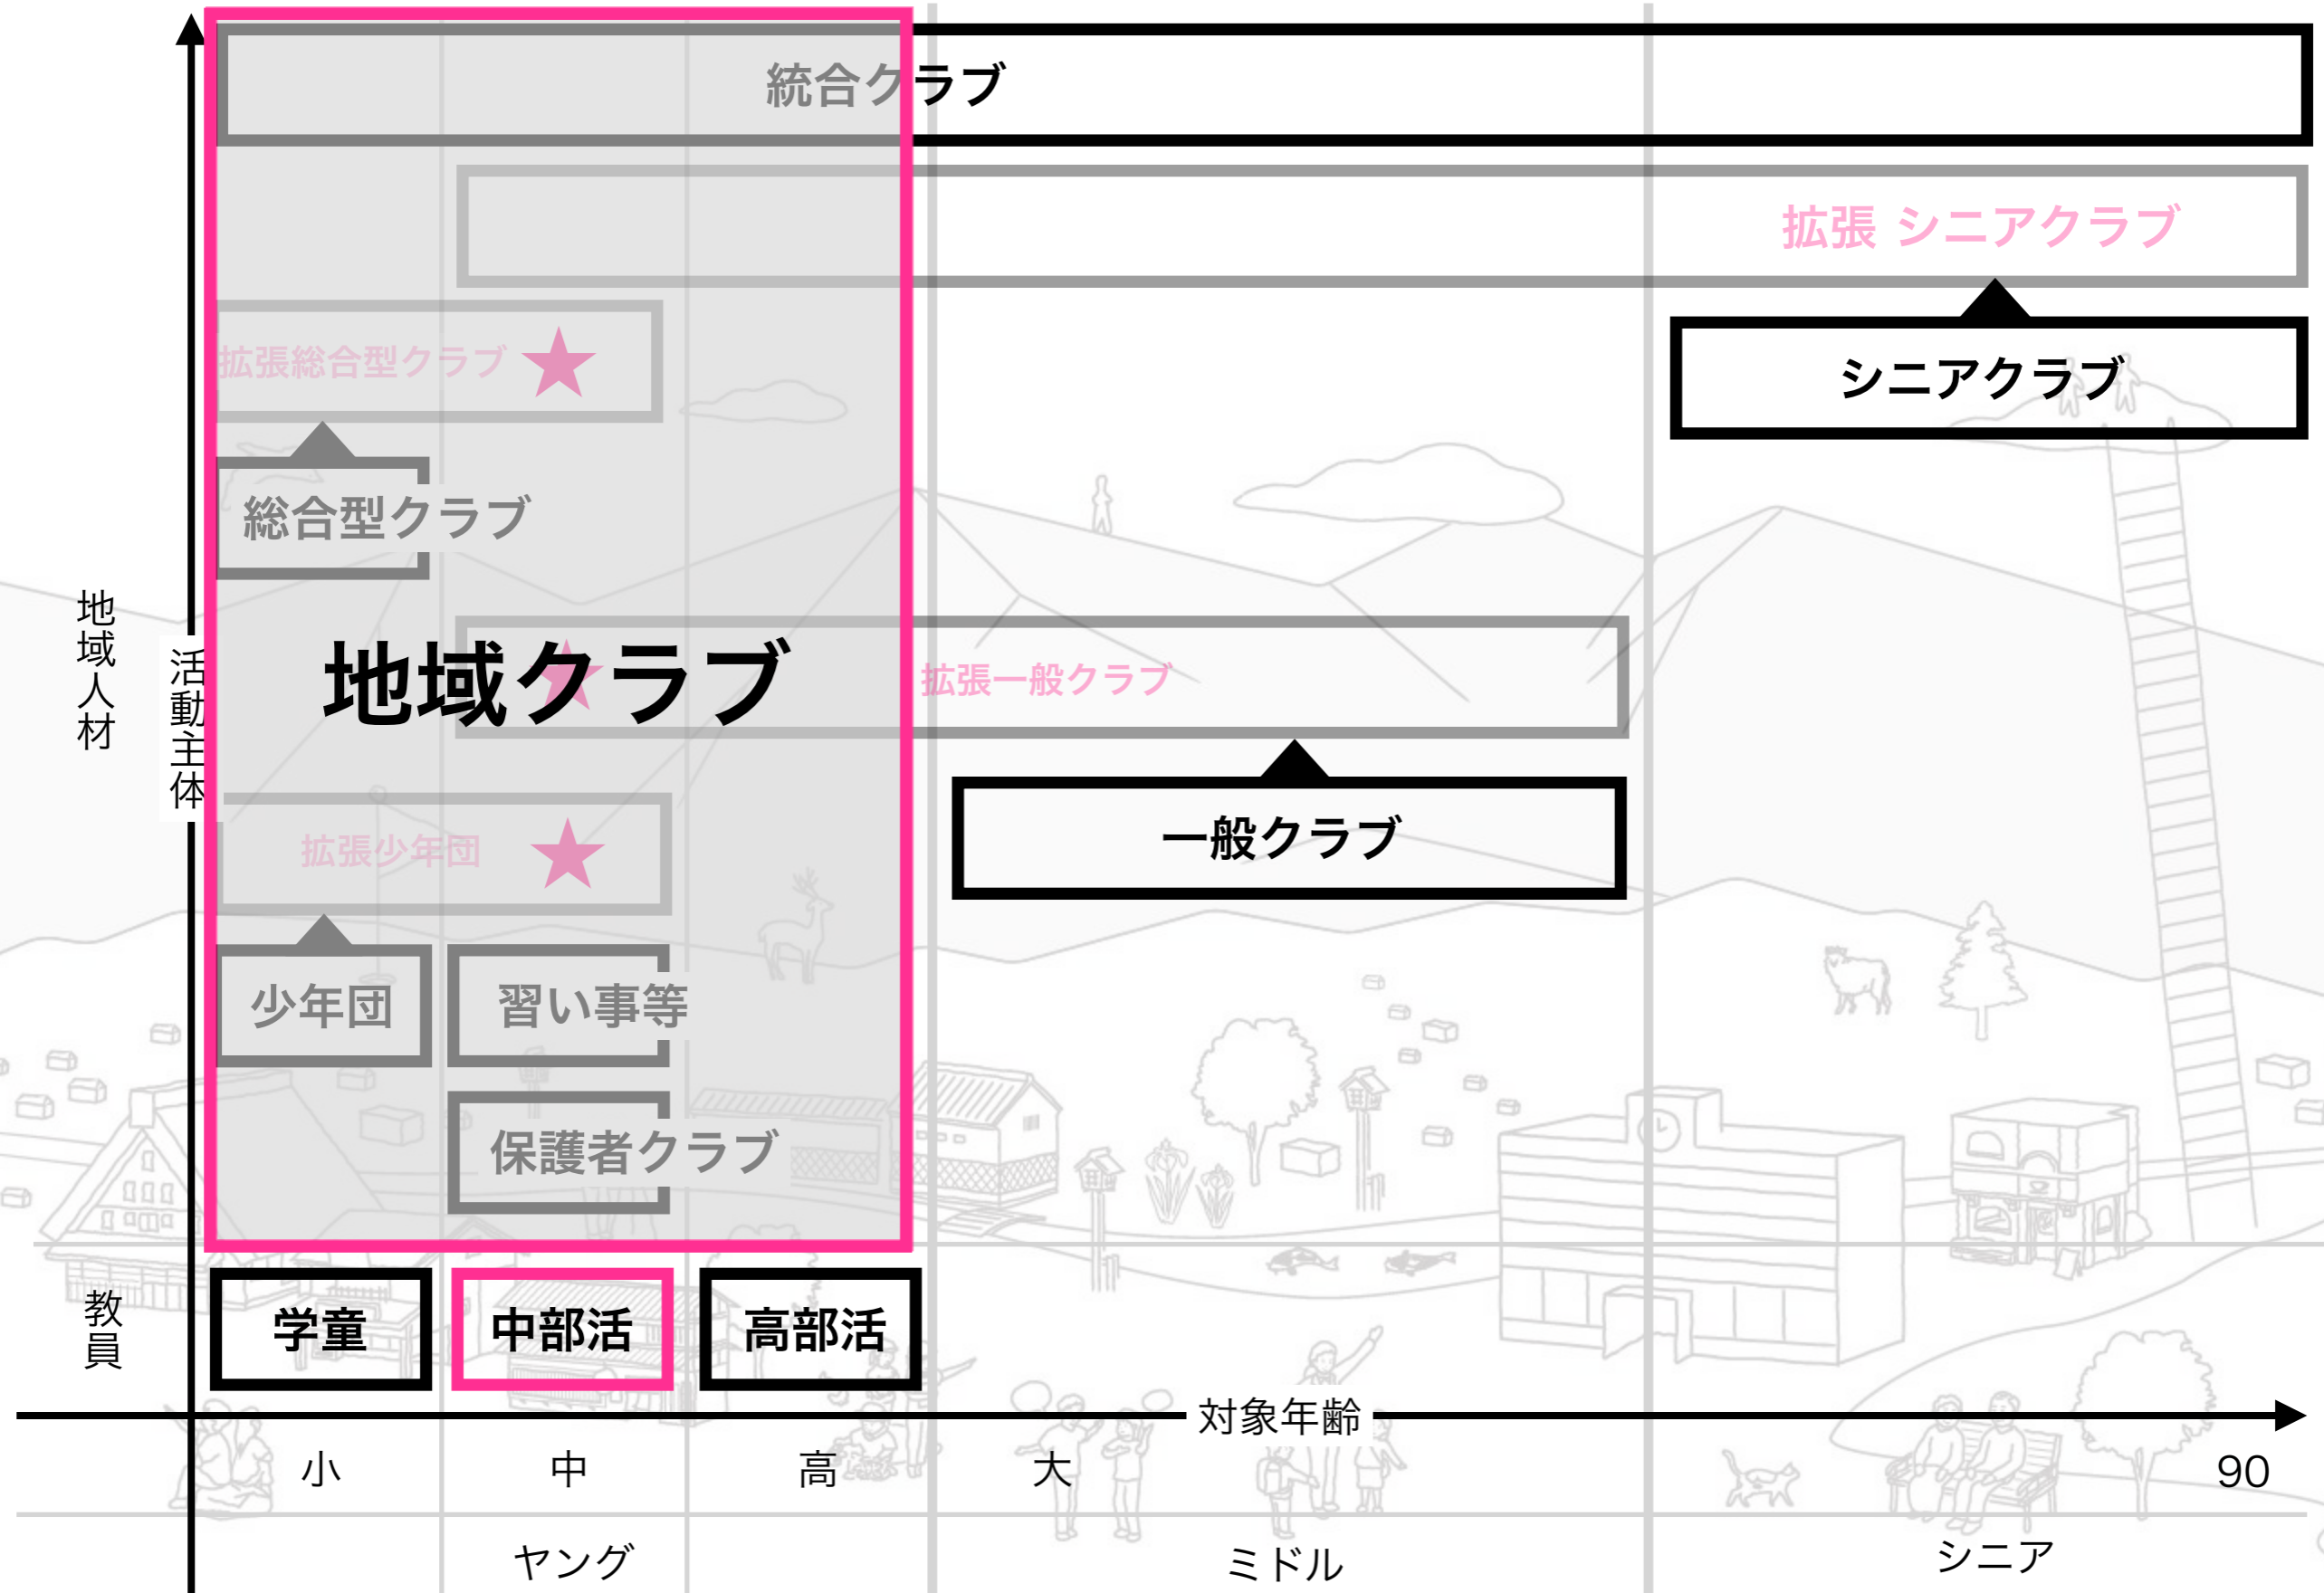 統合クラブ
拡張 シニアクラブ
拡張総合型クラブ
シニアクラブ
総合型クラブ
地域人材
活動主体
地域クラブ
拡張一般クラブ
一般クラブ
拡張少年団
少年団
習い事等
保護者クラブ
教員
学童
中部活
高部活
対象年齢
小
中
高
大
90
ヤング
ミドル
シニア